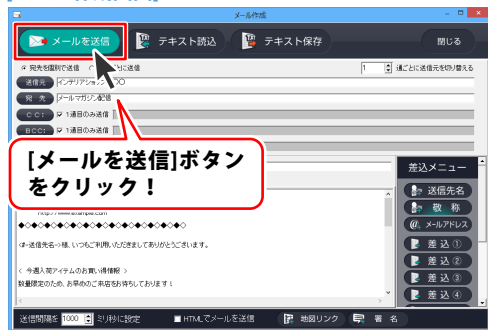 メール作成
メールを送信 テキスト読込 テキスト保存 閉じる
宛先を個別で送信 ごとに送信 1 通ごとに送信元を切り替える
送信元 インテリアショッ
宛 先 メールマガジン配信
CC: 1通目のみ送信
BCC: 1通目のみ送信
[メールを送信]ボタン
をクリック!
差込メニュー
送信先名
敬 称
メールアドレス
差 込 ①
差 込 ②
差 込 ③
差 込 ④
http://www.example.com
◆◇◆◇◆◇◆◇◆◇◆◇◆◇◆◇◆◇◆◇◆◇
<#-送信先名->様、いつもご利用いただきましてありがとうございます。
< 今週入荷アイテムのお買い得情報 >
数量限定のため、お早めのご来店をお待ちしております!
送信間隔を 1000 ミリ秒に設定 HTMLでメールを送信 地図リンク 署 名